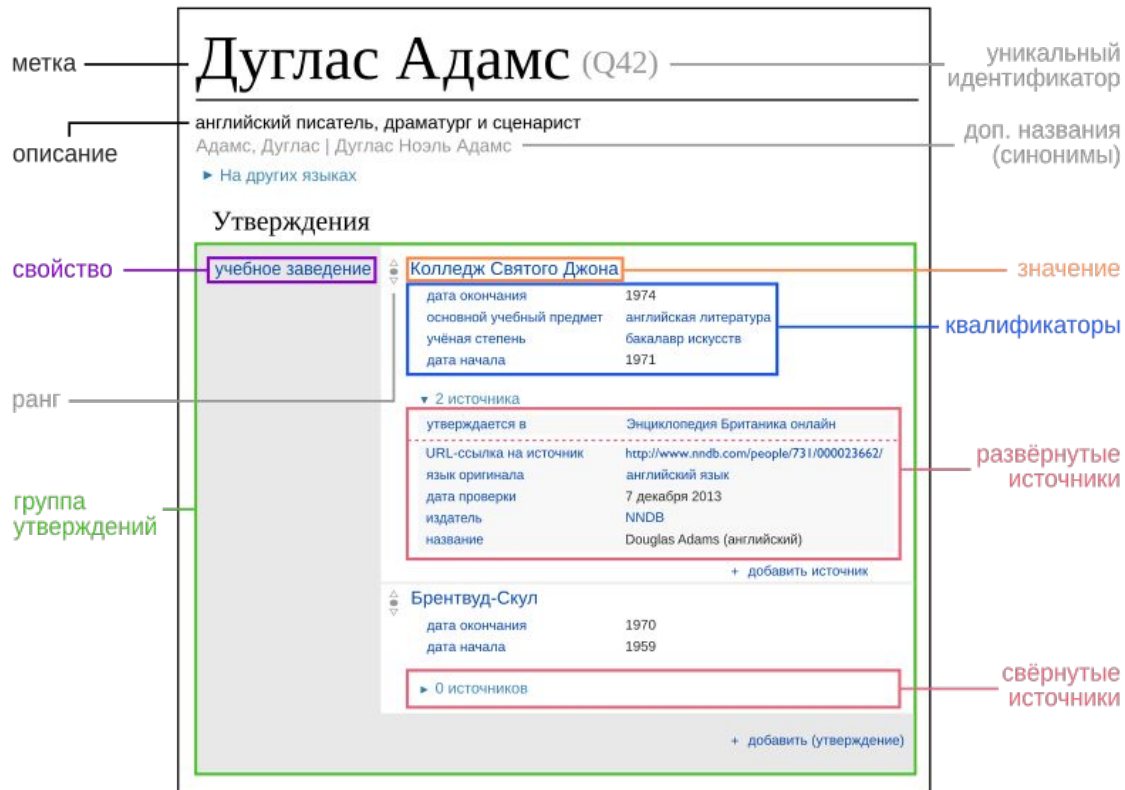 метка
Дуглас Адамс (Q42)
уникальный
идентификатор
описание
английский писатель, драматург и сценарист
Адамс, Дуглас | Дуглас Ноэль Адамс
доп. названия
(синонимы)
► На других языках
Утверждения
свойство
учебное заведение
Колледж Святого Джона
значение
дата окончания 1974
основной учебный предмет английская литература
учёная степень бакалавр искусств
дата начала 1971
квалификаторы
ранг
▼ 2 источника
утверждается в Энциклопедия Британика онлайн
URL-ссылка на источник http://www.nndb.com/people/731/000023662/
язык оригинала английский язык
дата проверки 7 декабря 2013
издатель NNDB
название Douglas Adams (английский)
развёрнутые
источники
группа
утверждений
+ добавить источник
Брентвуд-Скул
дата окончания 1970
дата начала 1959
► 0 источников
свёрнутые
источники
+ добавить (утверждение)